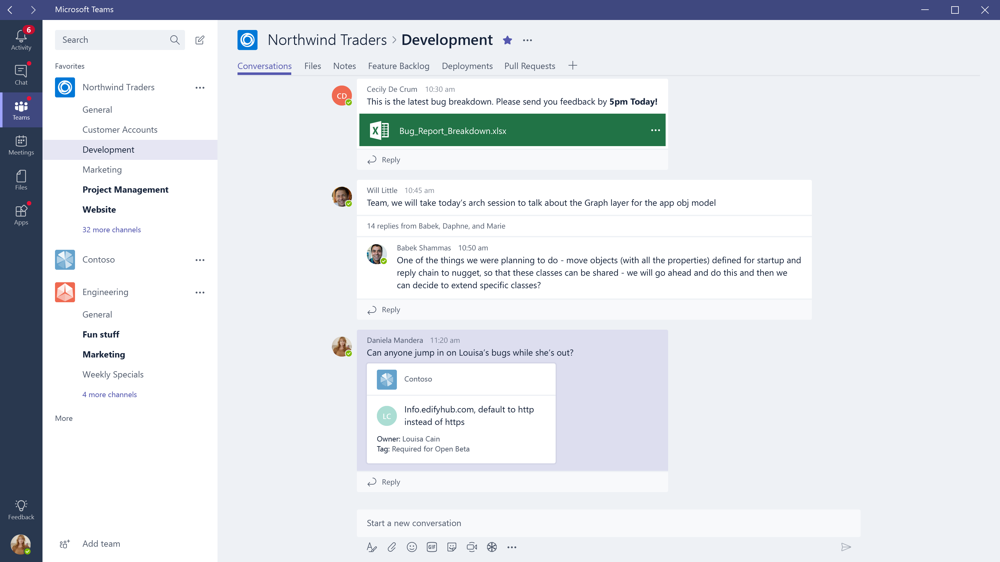 Microsoft Teams
6
Activity
Chat
Teams
Meetings
Files
Apps
Feedback
Search
Favorites
Northwind Traders
General
Customer Accounts
Development
Marketing
Project Management
Website
32 more channels
Contoso
Engineering
General
Fun stuff
Marketing
Weekly Specials
4 more channels
More
Add team
Northwind Traders > Development
Conversations Files Notes Feature Backlog Deployments Pull Requests
CD
Cecily De Crum 10:30 am
This is the latest bug breakdown. Please send you feedback by 5pm Today!
Bug_Report_Breakdown.xlsx
Reply
Will Little 10:45 am
Team, we will take today’s arch session to talk about the Graph layer for the app obj model
14 replies from Babek, Daphne, and Marie
Babek Shammas 10:50 am
One of the things we were planning to do - move objects (with all the properties) defined for startup and
reply chain to nugget, so that these classes can be shared - we will go ahead and do this and then we
can decide to extend specific classes?
Reply
Daniela Mandera 11:20 am
Can anyone jump in on Louisa’s bugs while she’s out?
Contoso
LC
Info.edifyhub.com, default to http
instead of https
Owner: Louisa Cain
Tag: Required for Open Beta
Reply
Start a new conversation
GIF